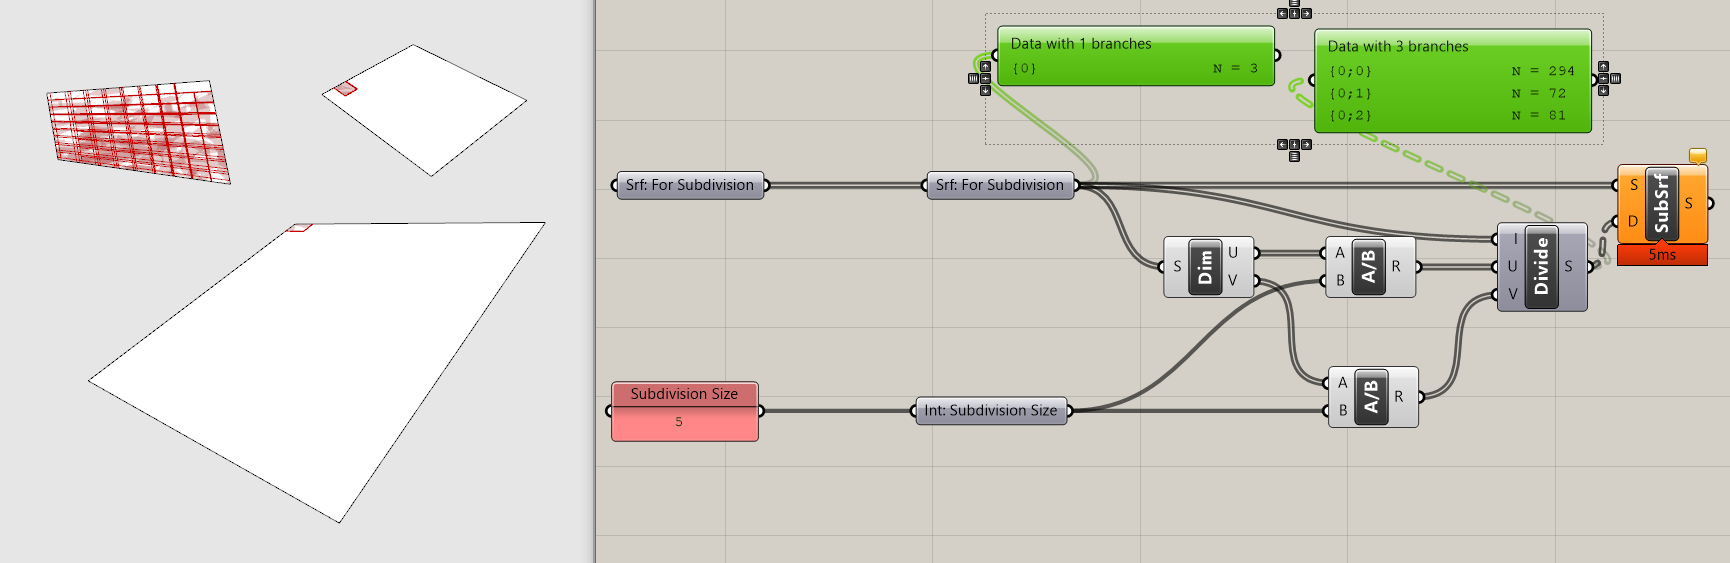 Data with 1 branches
{0} N = 3
Data with 3 branches
{0;0} N = 294
{0;1} N = 72
{0;2} N = 81
Srf: For Subdivision
Srf: For Subdivision
S Dim U V
A B A/B R
I U V Divide S
S D SubSrf S
5ms
Subdivision Size
5
Int: Subdivision Size
A B A/B R